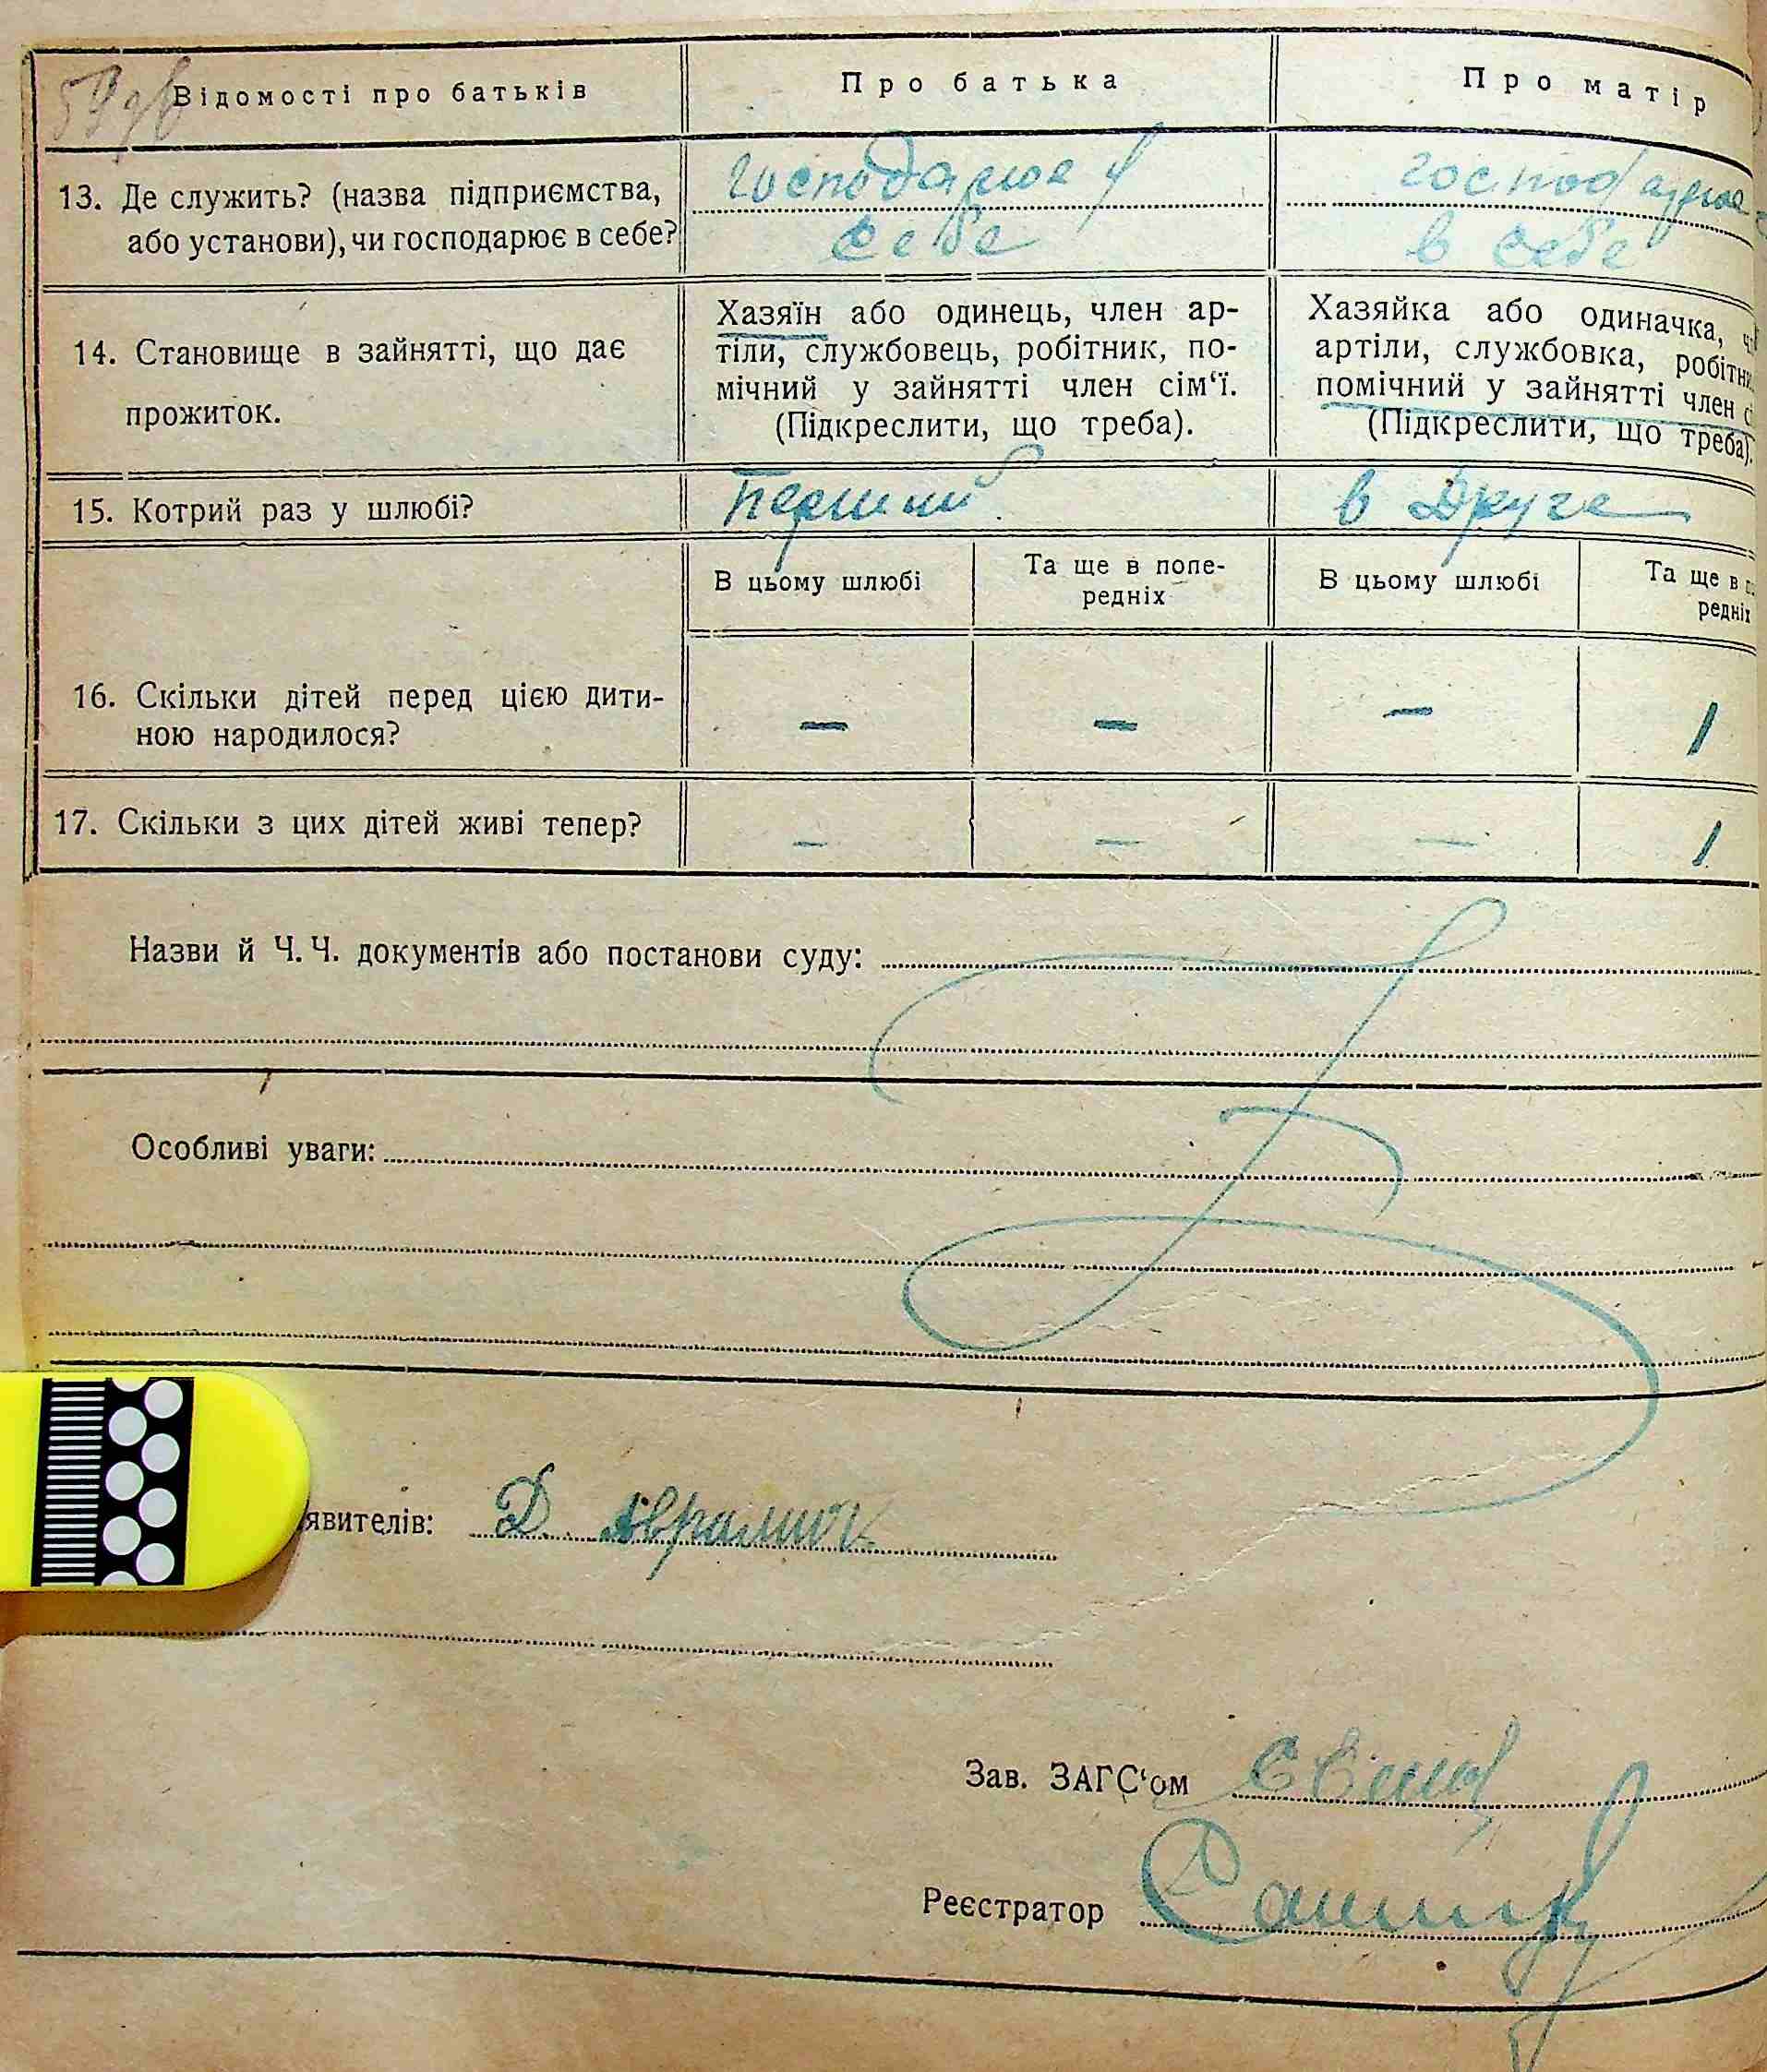 Відомості про батьків
Про батька
Про матір
13. Де служить? (назва підприємства,
або установи), чи господарює в себе?
господарює в
себе
господарює
в себе
14. Становище в зайнятті, що дає
прожиток.
Хазяїн або одинець, член ар-
тіли, службовець, робітник, по-
мічний у зайнятті член сім‘ї.
(Підкреслити, що треба).
Хазяйка або одиначка,
артіли, службовка,
помічний у зайнятті член
(Підкреслити, що треба).
15. Котрий раз у шлюбі?
Перший
в Друге
В цьому шлюбі
Та ще в попе-
редніх
В цьому шлюбі
Та ще в
редніх
16. Скільки дітей перед цією дити-
ною народилося?
— — — 1
17. Скільки з цих дітей живі тепер?
— — — 1
Назви й Ч. Ч. документів або постанови суду:
Особливі уваги:
явителів: Д. Аврамчук
Зав. ЗАГС‘ом
Реєстратор